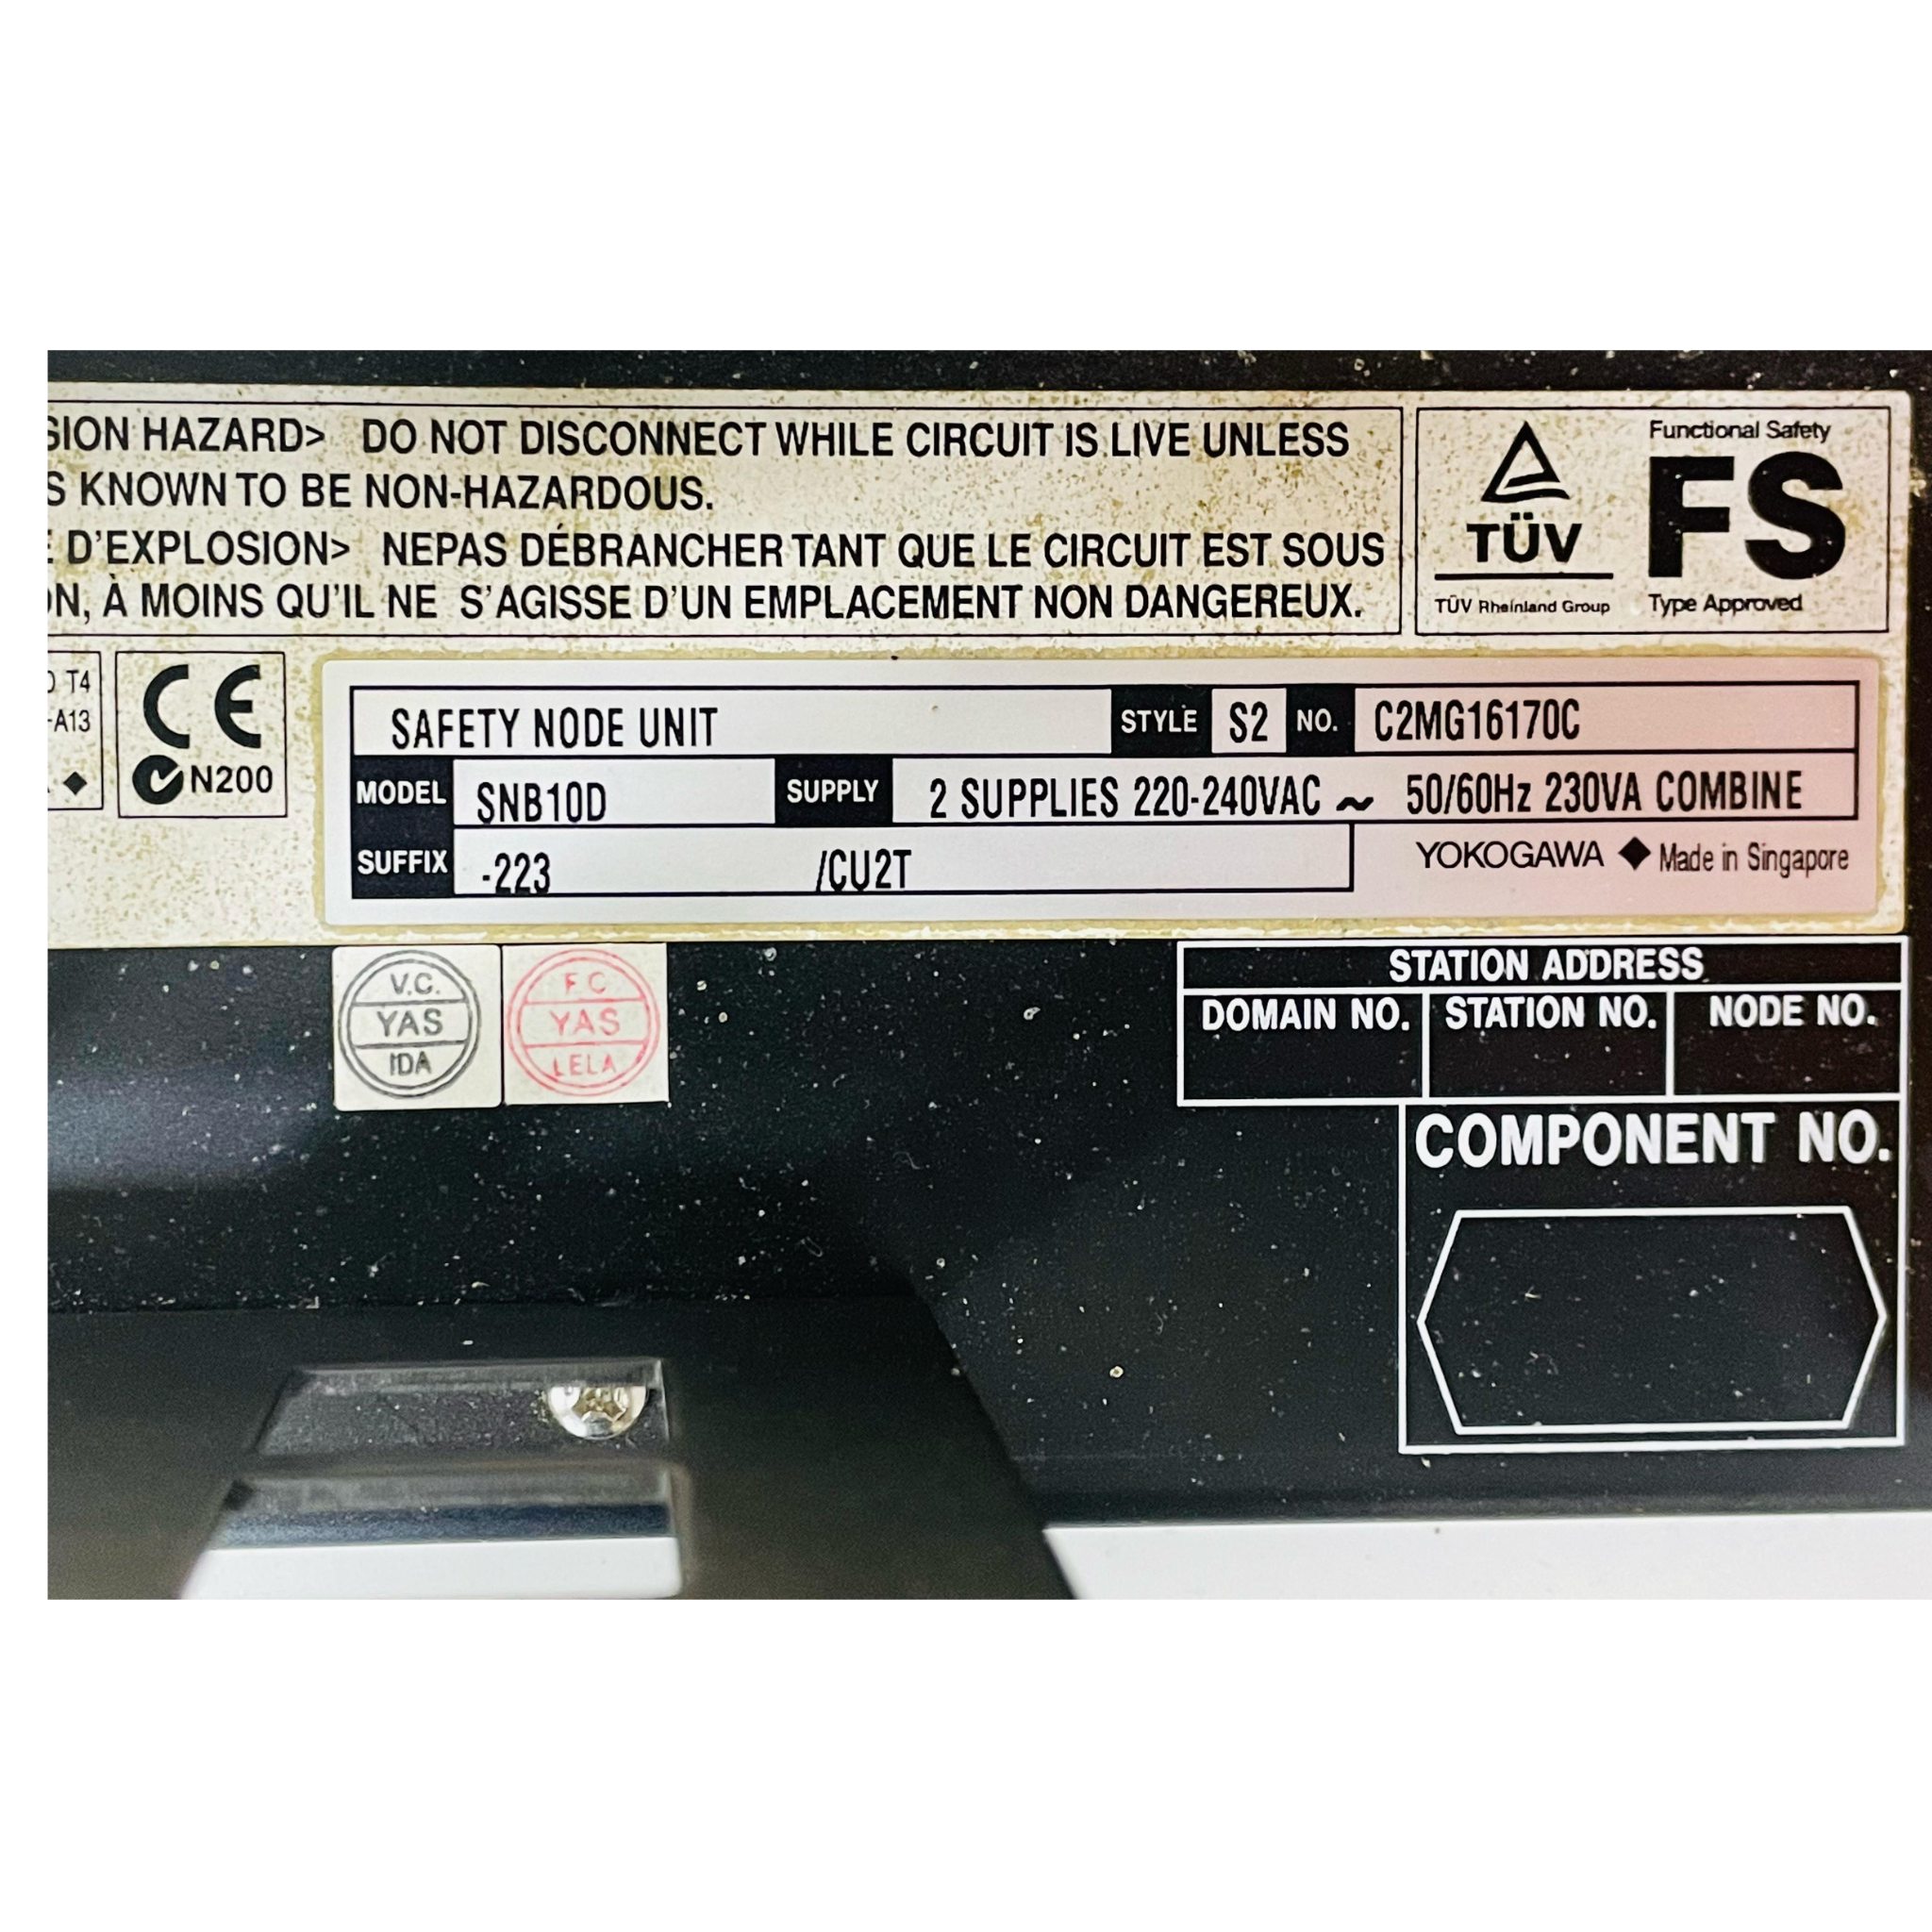 SION HAZARD> DO NOT DISCONNECT WHILE CIRCUIT IS LIVE UNLESS
S KNOWN TO BE NON-HAZARDOUS.
D'EXPLOSION> NEPAS DÉBRANCHER TANT QUE LE CIRCUIT EST SOUS
N, À MOINS QU'IL NE S'AGISSE D'UN EMPLACEMENT NON DANGEREUX.
TÜV
TÜV Rheinland Group
Functional Safety
FS
Type Approved
T4
-A13
CE
N200
SAFETY NODE UNIT STYLE S2 NO. C2MG16170C
MODEL SNB10D SUPPLY 2 SUPPLIES 220-240VAC ~ 50/60Hz 230VA COMBINE
SUFFIX -223 /CU2T
YOKOGAWA ◆ Made in Singapore
V.C.
YAS
IDA
F C
YAS
LELA
STATION ADDRESS
DOMAIN NO. STATION NO. NODE NO.
COMPONENT NO.